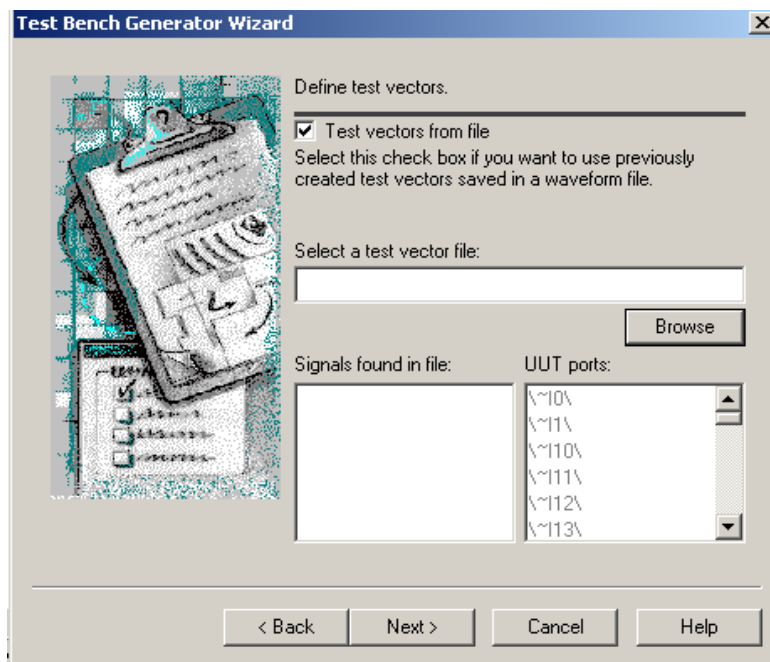 Test Bench Generator Wizard
Define test vectors.
Test vectors from file
Select this check box if you want to use previously
created test vectors saved in a waveform file.
Select a test vector file:
Browse
Signals found in file:
UUT ports:
\~I0\
\~I1\
\~I10\
\~I11\
\~I12\
\~I13\
< Back
Next >
Cancel
Help